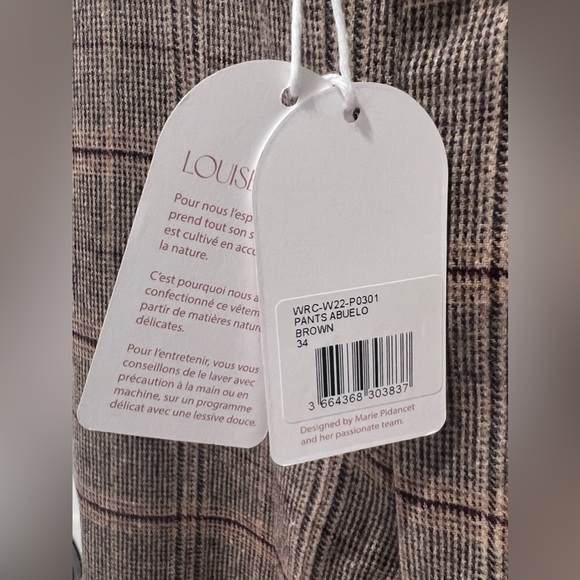 LOUISE
Pour nous l'esp
prend tout son s
est cultivé en acco
la nature.
C'est pourquoi nous a
confectionné ce vêtem
partir de matières nature
délicates.
Pour l'entretenir, vous vous
conseillons de le laver avec
précaution à la main ou en
machine, sur un programme
délicat avec une lessive douce.
WRC-W22-P0301
PANTS ABUELO
BROWN
34
3 664368 303837
Designed by Marie Pidancet
and her passionate team.